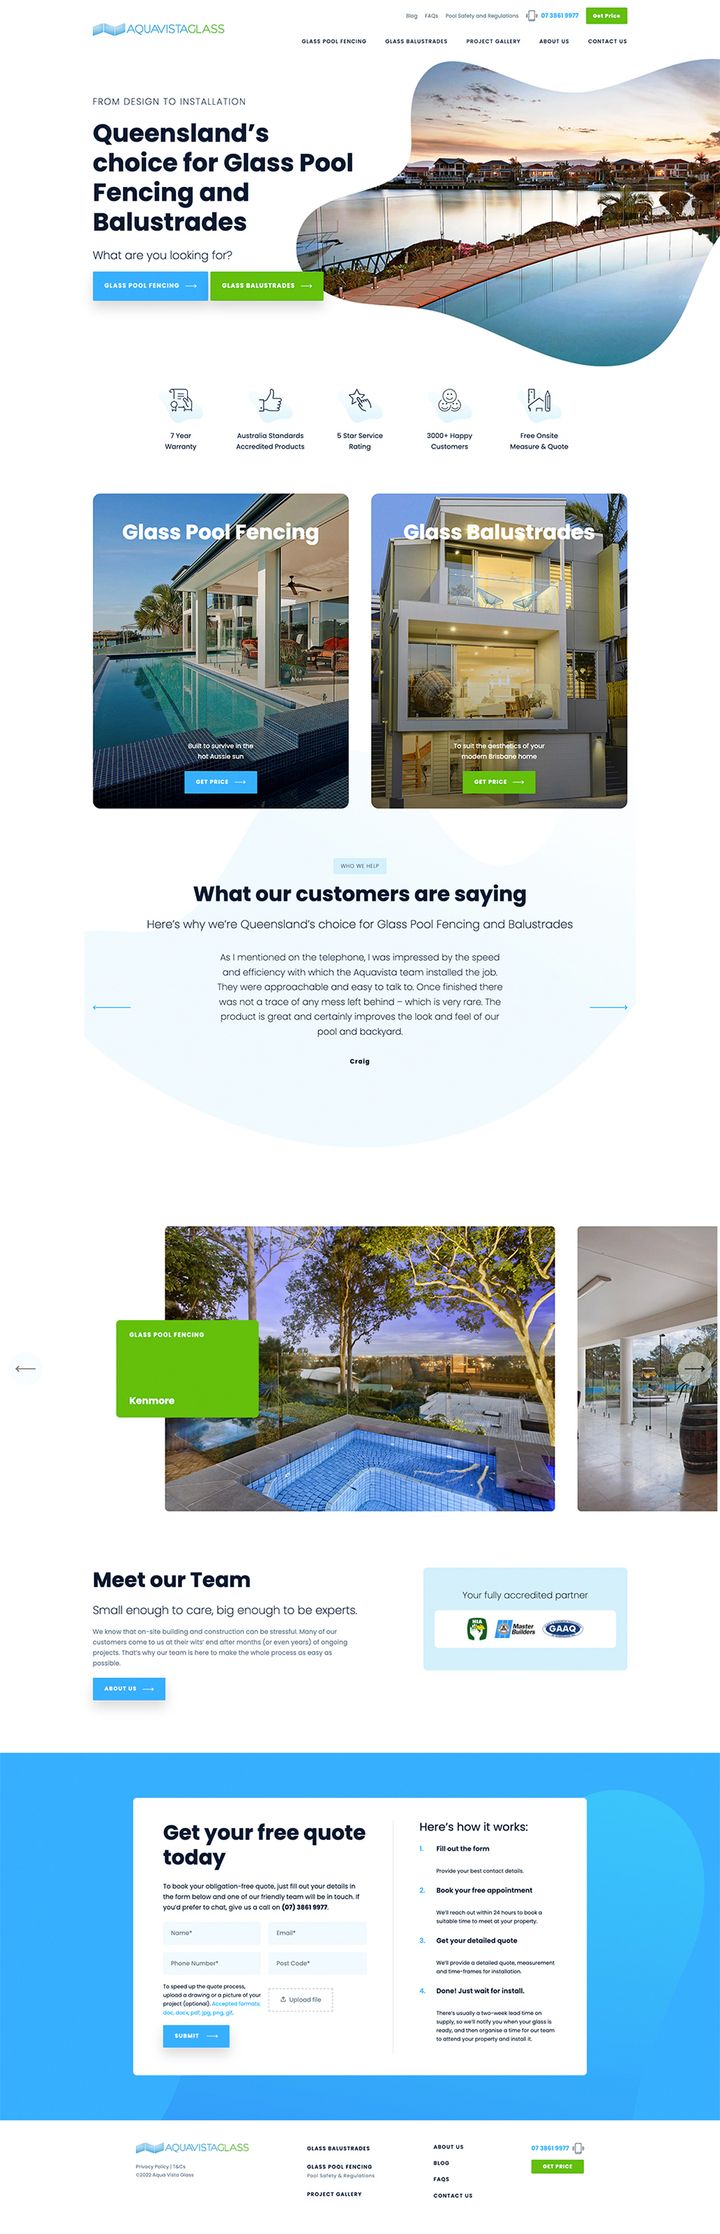 AQUAVISTAGLASS
Blog FAQs Pool Safety and Regulations 07 3861 9977 Get Price
GLASS POOL FENCING GLASS BALUSTRADES PROJECT GALLERY ABOUT US CONTACT US
FROM DESIGN TO INSTALLATION
Queensland's
choice for Glass Pool
Fencing and
Balustrades
What are you looking for?
GLASS POOL FENCING GLASS BALUSTRADES
7 Year
Warranty
Australia Standards
Accredited Products
5 Star Service
Rating
3000+ Happy
Customers
Free Onsite
Measure & Quote
Glass Pool Fencing
Built to survive in the
hot Aussie sun
GET PRICE
Glass Balustrades
To suit the aesthetics of your
modern Brisbane home
GET PRICE
WHO WE HELP
What our customers are saying
Here's why we're Queensland's choice for Glass Pool Fencing and Balustrades
As I mentioned on the telephone, I was impressed by the speed
and efficiency with which the Aquavista team installed the job.
They were approachable and easy to talk to. Once finished there
was not a trace of any mess left behind – which is very rare. The
product is great and certainly improves the look and feel of our
pool and backyard.
Craig
GLASS POOL FENCING
Kenmore
Meet our Team
Small enough to care, big enough to be experts.
We know that on-site building and construction can be stressful. Many of our
customers come to us at their wits' end after months (or even years) of ongoing
projects. That's why our team is here to make the whole process as easy as
possible.
ABOUT US
Your fully accredited partner
HIA
Master
Builders
GAAQ
Get your free quote
today
To book your obligation-free quote, just fill out your details in
the form below and one of our friendly team will be in touch. If
you'd prefer to chat, give us a call on (07) 3861 9977.
Name* Email*
Phone Number* Post Code*
To speed up the quote process,
upload a drawing or a picture of your
project (optional). Accepted formats:
doc, docx, pdf, jpg, png, gif.
Upload file
SUBMIT
Here's how it works:
1. Fill out the form
Provide your best contact details.
2. Book your free appointment
We'll reach out within 24 hours to book a
suitable time to meet at your property.
3. Get your detailed quote
We'll provide a detailed quote, measurement
and time-frames for installation.
4. Done! Just wait for install.
There's usually a two-week lead time on
supply, so we'll notify you when your glass is
ready, and then organise a time for our team
to attend your property and install it.
AQUAVISTAGLASS
Privacy Policy | T&Cs
©2022 Aqua Vista Glass
GLASS BALUSTRADES
GLASS POOL FENCING
Pool Safety & Regulations
PROJECT GALLERY
ABOUT US
BLOG
FAQS
CONTACT US
07 3861 9977
GET PRICE